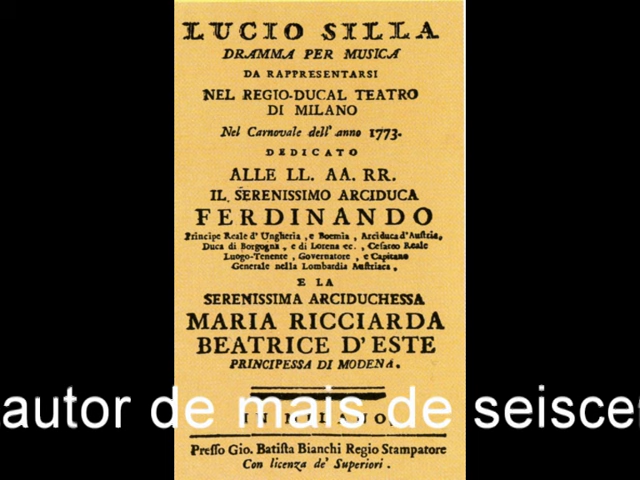 LUCIO SILLA
DRAMMA PER MUSICA
DA RAPPRESENTARSI
NEL REGIO-DUCAL TEATRO
DI MILANO
Nel Carnovale dell' anno 1773.
DEDICATO
ALLE LL. AA. RR.
IL SERENISSIMO ARCIDUCA
FERDINANDO
Principe Reale d' Ungheria, e Boemia, Arciduca d' Auſtria,
Duca di Borgogna, e di Lorena ec., Ceſareo Reale
Luogo-Tenente, Governatore, e Capitano
Generale nella Lombardia Auſtriaca,
E LA
SERENISSIMA ARCIDUCHESSA
MARIA RICCIARDA
BEATRICE D'ESTE
PRINCIPESSA DI MODENA.
autor de mais de seisce
IN MILANO,
Preſſo Gio. Batiſta Bianchi Regio Stampatore
Con licenza de' Superiori.